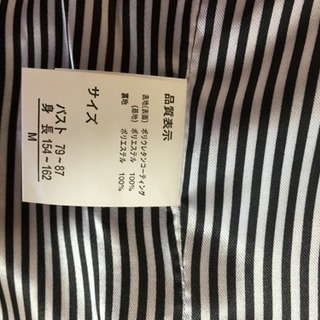 品質表示
表地(表面) ポリウレタンコーティング
(基布) ポリエステル 100%
裏地 ポリエステル 100%
サイズ
バスト 79~87
身長 154~162
M